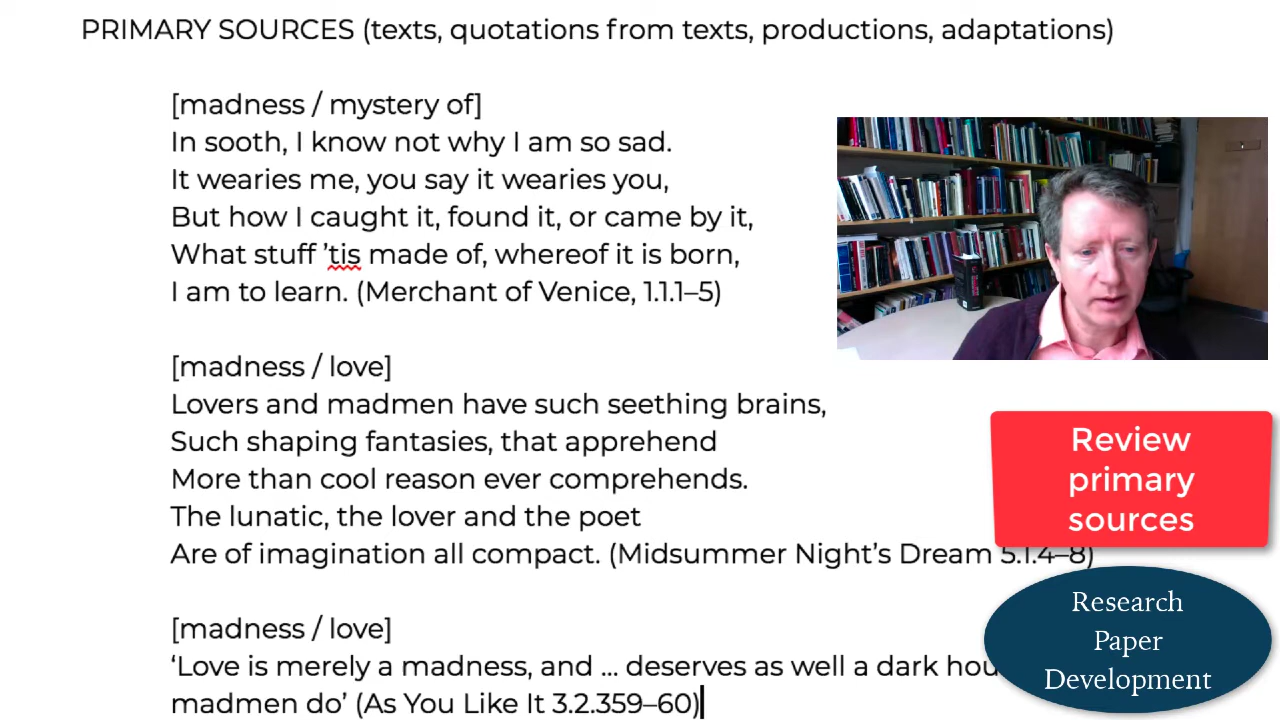 PRIMARY SOURCES (texts, quotations from texts, productions, adaptations)
[madness / mystery of]
In sooth, I know not why I am so sad.
It wearies me, you say it wearies you,
But how I caught it, found it, or came by it,
What stuff ’tis made of, whereof it is born,
I am to learn. (Merchant of Venice, 1.1.1–5)
[madness / love]
Lovers and madmen have such seething brains,
Such shaping fantasies, that apprehend
More than cool reason ever comprehends.
The lunatic, the lover and the poet
Are of imagination all compact. (Midsummer Night’s Dream 5.1.4–8)
[madness / love]
‘Love is merely a madness, and ... deserves as well a dark
madmen do’ (As You Like It 3.2.359–60)
Review
primary
sources
Research
Paper
Development